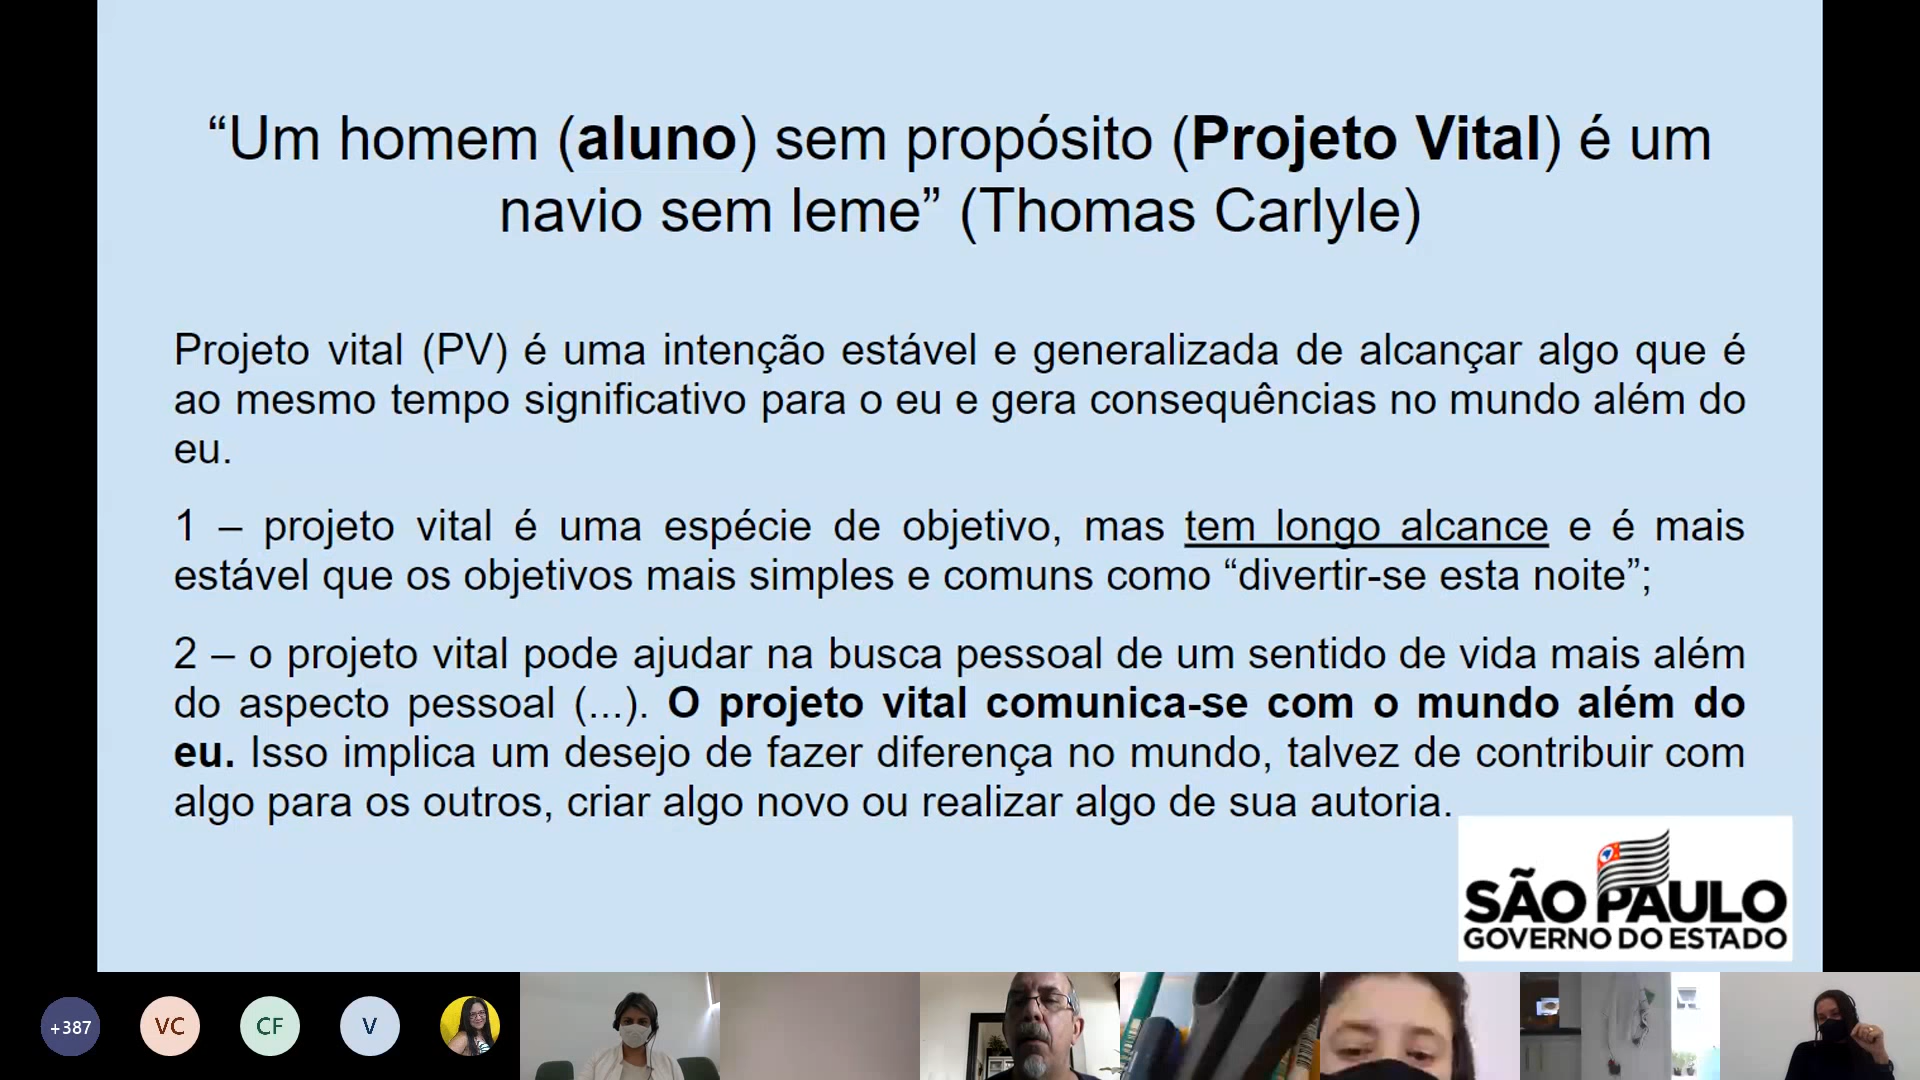 “Um homem (aluno) sem propósito (Projeto Vital) é um
navio sem leme” (Thomas Carlyle)
Projeto vital (PV) é uma intenção estável e generalizada de alcançar algo que é
ao mesmo tempo significativo para o eu e gera consequências no mundo além do
eu.
1 – projeto vital é uma espécie de objetivo, mas tem longo alcance e é mais
estável que os objetivos mais simples e comuns como “divertir-se esta noite”;
2 – o projeto vital pode ajudar na busca pessoal de um sentido de vida mais além
do aspecto pessoal (...). O projeto vital comunica-se com o mundo além do
eu. Isso implica um desejo de fazer diferença no mundo, talvez de contribuir com
algo para os outros, criar algo novo ou realizar algo de sua autoria.
SÃO PAULO
GOVERNO DO ESTADO
+387
VC
CF
V